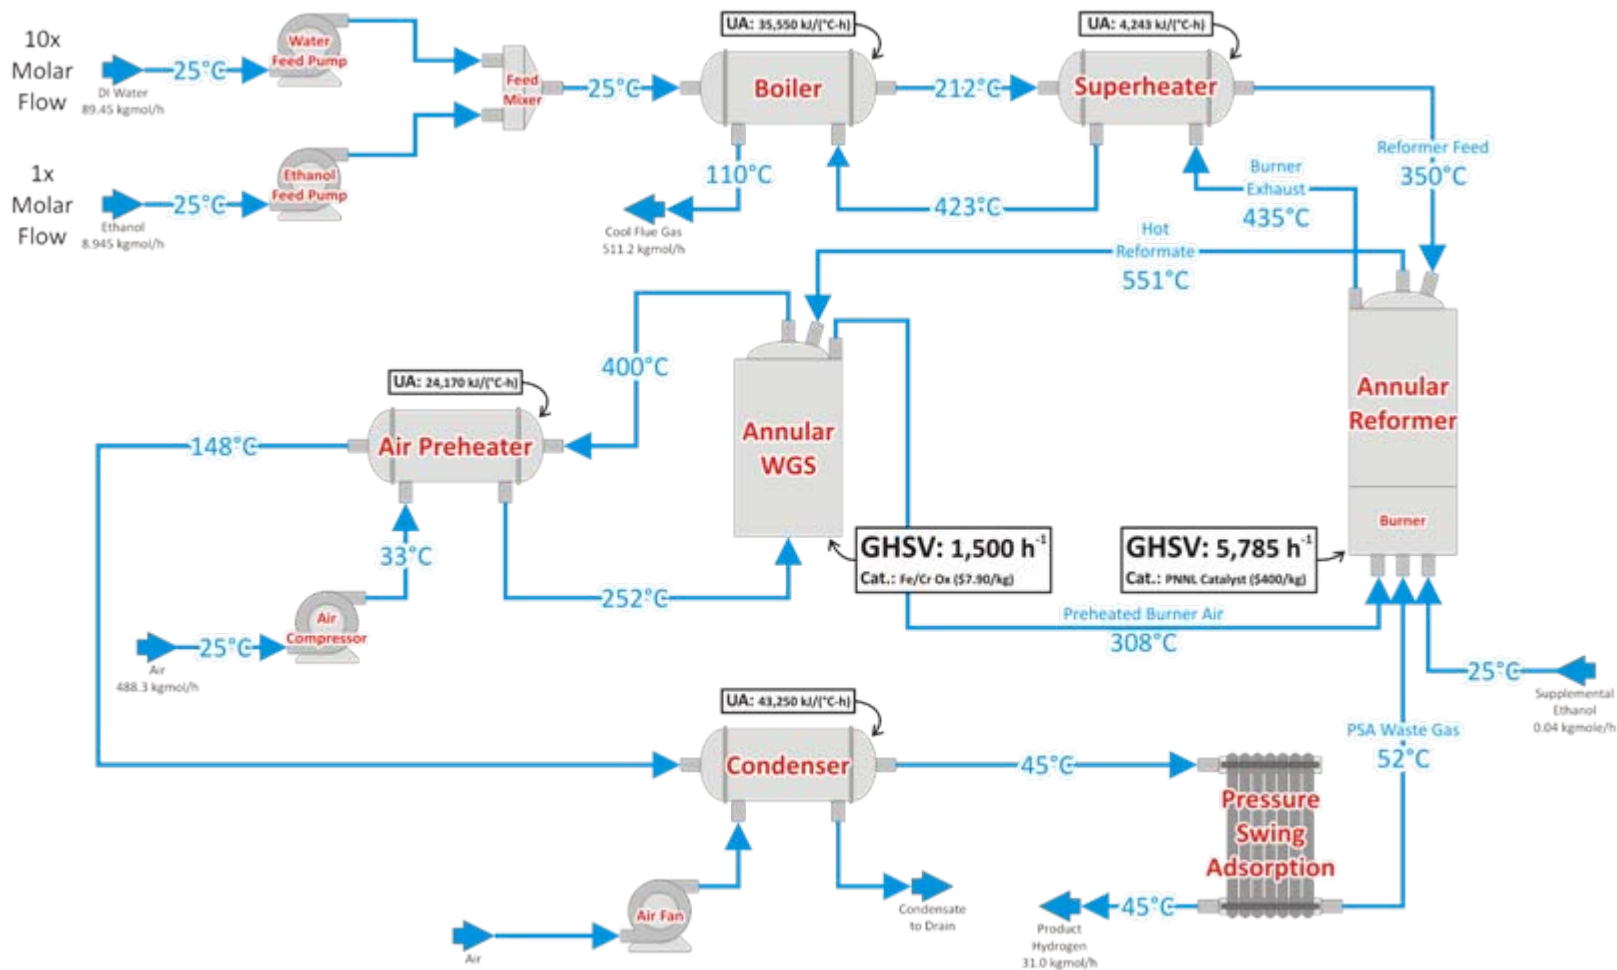 10x
Molar
Flow
DI Water
89.45 kgmol/h
25°C
Water
Feed Pump
1x
Molar
Flow
Ethanol
8.945 kgmol/h
25°C
Ethanol
Feed Pump
Feed
Mixer
25°C
UA: 35,550 kJ/(°C-h)
Boiler
212°C
UA: 4,243 kJ/(°C-h)
Superheater
110°C
Cool Flue Gas
511.2 kgmol/h
423°C
Burner
Exhaust
435°C
Reformer Feed
350°C
Hot
Reformate
551°C
Annular
Reformer
Burner
GHSV: 5,785 h-1
Cat.: PNNL Catalyst ($400/kg)
400°C
Annular
WGS
GHSV: 1,500 h-1
Cat.: Fe/Cr Ox ($7.90/kg)
UA: 24,170 kJ/(°C-h)
Air Preheater
148°C
33°C
252°C
Air
488.3 kgmol/h
25°C
Air
Compressor
Preheated Burner Air
308°C
25°C
Supplemental
Ethanol
0.04 kgmole/h
PSA Waste Gas
52°C
UA: 43,250 kJ/(°C-h)
Condenser
45°C
Pressure
Swing
Adsorption
Air
Air Fan
Condensate
to Drain
45°C
Product
Hydrogen
31.0 kgmol/h